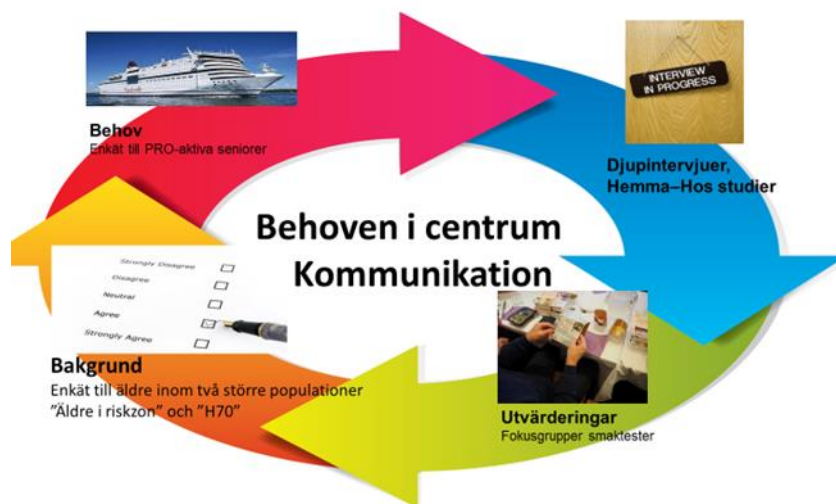 Behov
Enkät till PRO-aktiva seniorer
INTERVIEW
IN PROGRESS
Djupintervjuer,
Hemma–Hos studier
Behoven i centrum
Kommunikation
Strongly Disagree
Disagree
Neutral
Agree
Strongly Agree
Bakgrund
Enkät till äldre inom två större populationer
”Äldre i riskzon” och ”H70”
Utvärderingar
Fokusgrupper smaktester